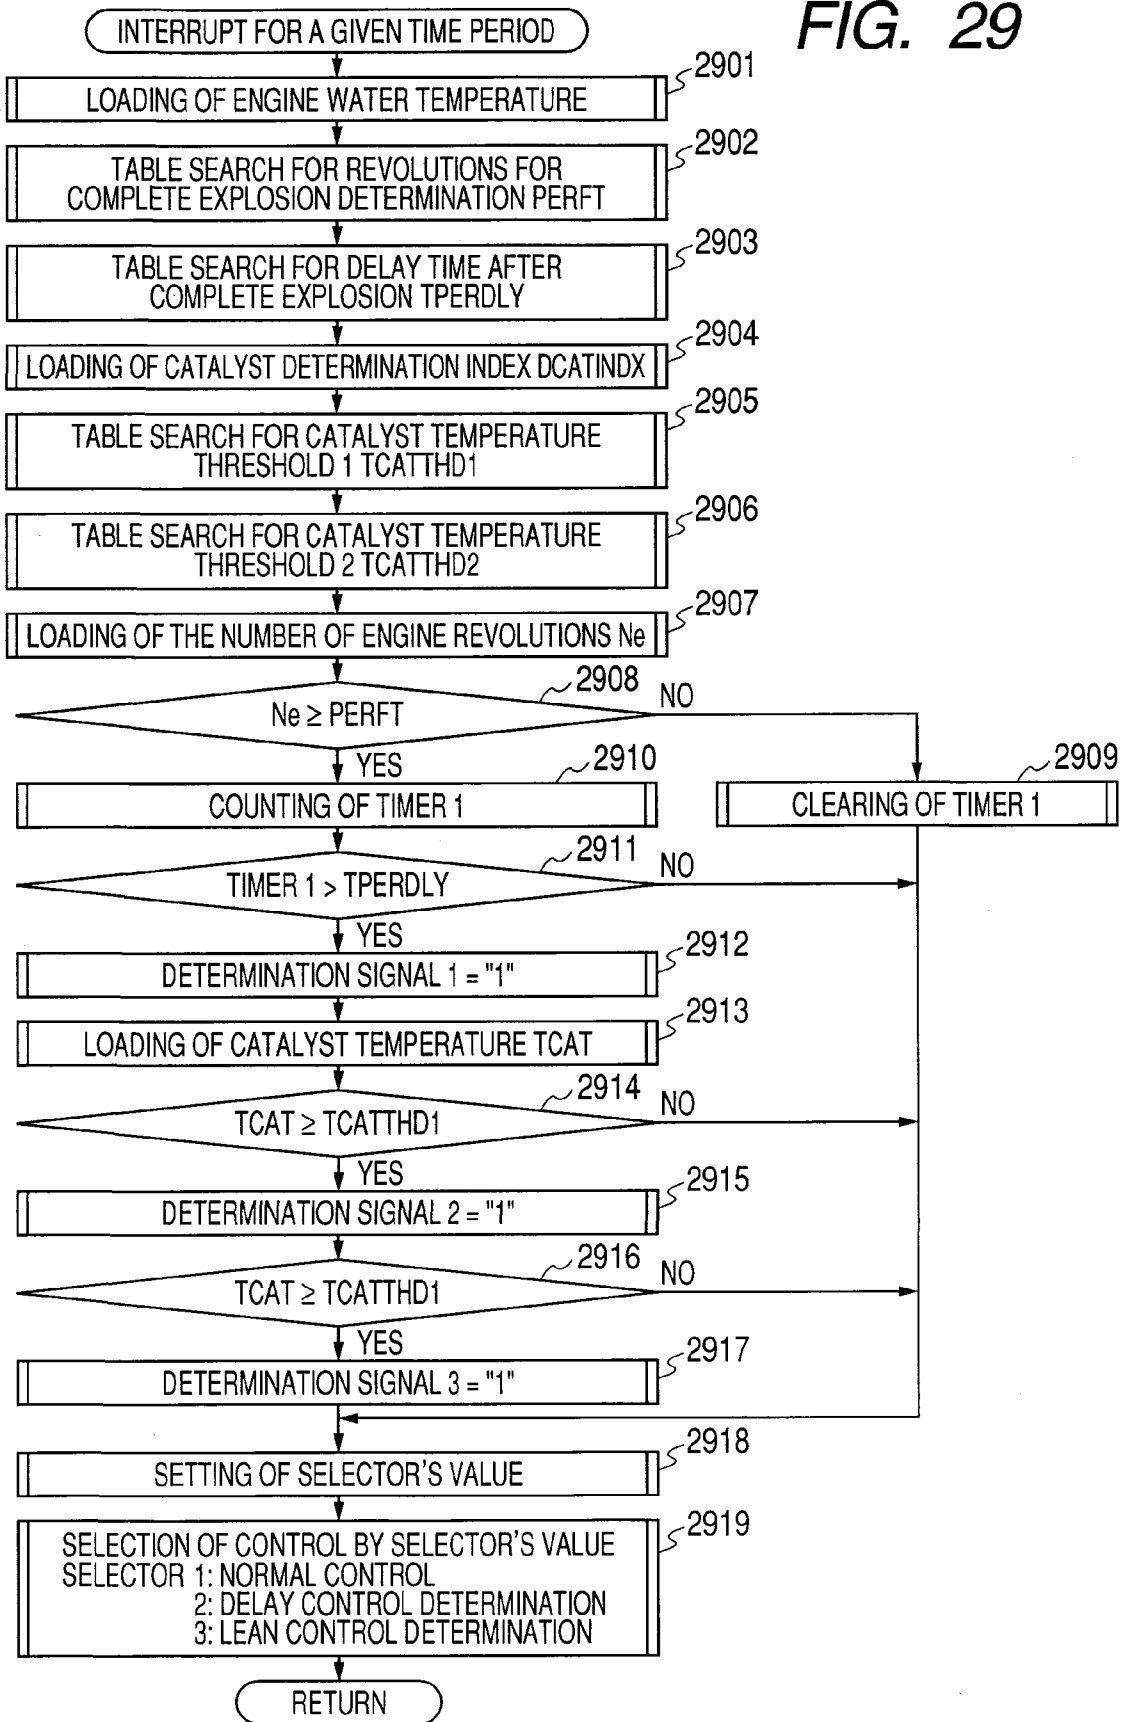 FIG. 29
INTERRUPT FOR A GIVEN TIME PERIOD
2901
LOADING OF ENGINE WATER TEMPERATURE
2902
TABLE SEARCH FOR REVOLUTIONS FOR
COMPLETE EXPLOSION DETERMINATION PERFT
2903
TABLE SEARCH FOR DELAY TIME AFTER
COMPLETE EXPLOSION TPERDLY
2904
LOADING OF CATALYST DETERMINATION INDEX DCATINDX
2905
TABLE SEARCH FOR CATALYST TEMPERATURE
THRESHOLD 1 TCATTHD1
2906
TABLE SEARCH FOR CATALYST TEMPERATURE
THRESHOLD 2 TCATTHD2
2907
LOADING OF THE NUMBER OF ENGINE REVOLUTIONS Ne
2908
NO
Ne ≥ PERFT
YES
2910
2909
COUNTING OF TIMER 1
CLEARING OF TIMER 1
2911
NO
TIMER 1 > TPERDLY
YES
2912
DETERMINATION SIGNAL 1 = "1"
2913
LOADING OF CATALYST TEMPERATURE TCAT
2914
NO
TCAT ≥ TCATTHD1
YES
2915
DETERMINATION SIGNAL 2 = "1"
2916
NO
TCAT ≥ TCATTHD1
YES
2917
DETERMINATION SIGNAL 3 = "1"
2918
SETTING OF SELECTOR'S VALUE
2919
SELECTION OF CONTROL BY SELECTOR'S VALUE
SELECTOR 1: NORMAL CONTROL
2: DELAY CONTROL DETERMINATION
3: LEAN CONTROL DETERMINATION
RETURN